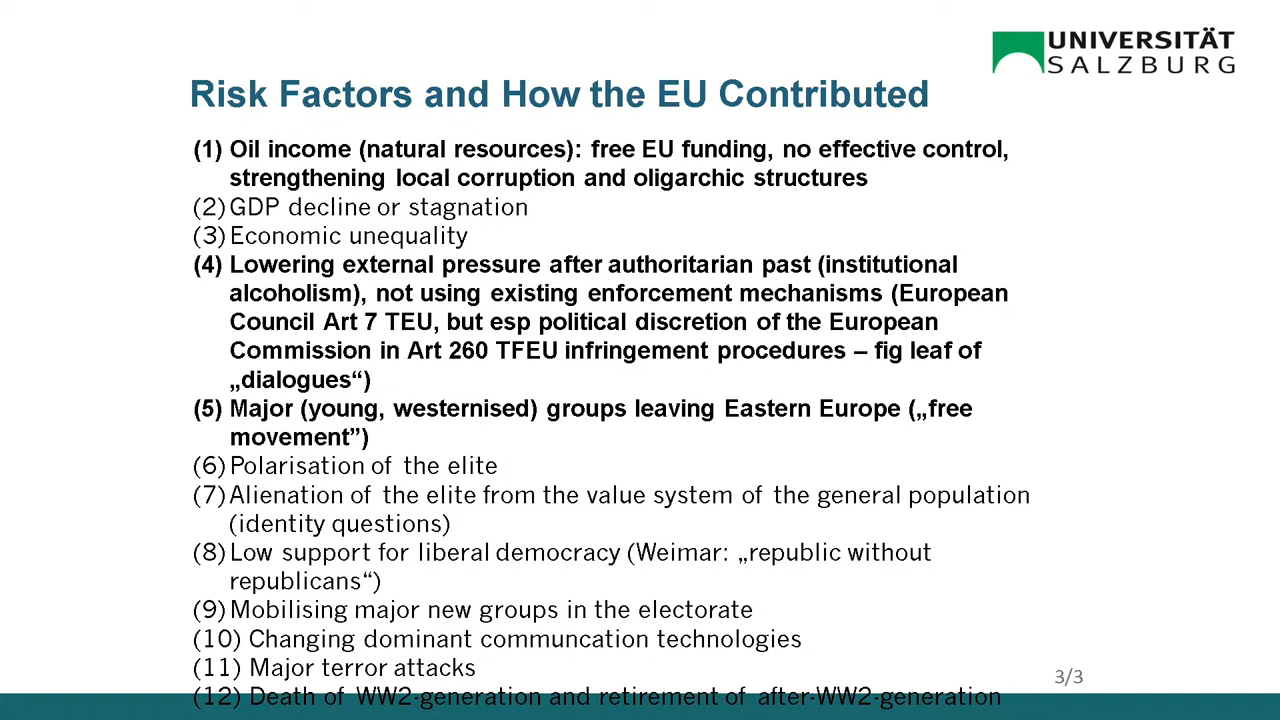 UNIVERSITÄT
SALZBURG
Risk Factors and How the EU Contributed
(1) Oil income (natural resources): free EU funding, no effective control,
strengthening local corruption and oligarchic structures
(2) GDP decline or stagnation
(3) Economic unequality
(4) Lowering external pressure after authoritarian past (institutional
alcoholism), not using existing enforcement mechanisms (European
Council Art 7 TEU, but esp political discretion of the European
Commission in Art 260 TFEU infringement procedures – fig leaf of
„dialogues“)
(5) Major (young, westernised) groups leaving Eastern Europe („free
movement”)
(6) Polarisation of the elite
(7) Alienation of the elite from the value system of the general population
(identity questions)
(8) Low support for liberal democracy (Weimar: „republic without
republicans“)
(9) Mobilising major new groups in the electorate
(10) Changing dominant communcation technologies
(11) Major terror attacks
(12) Death of WW2-generation and retirement of after-WW2-generation
3/3